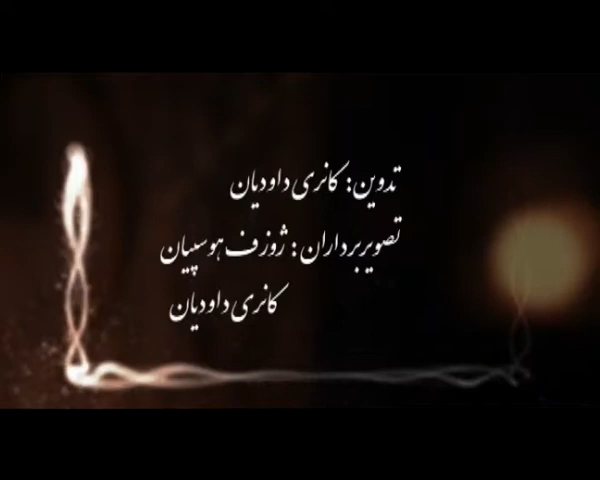 تدوین: کانری داودیان
تصویربرداران: ژوزف هوسپیان
کانری داودیان